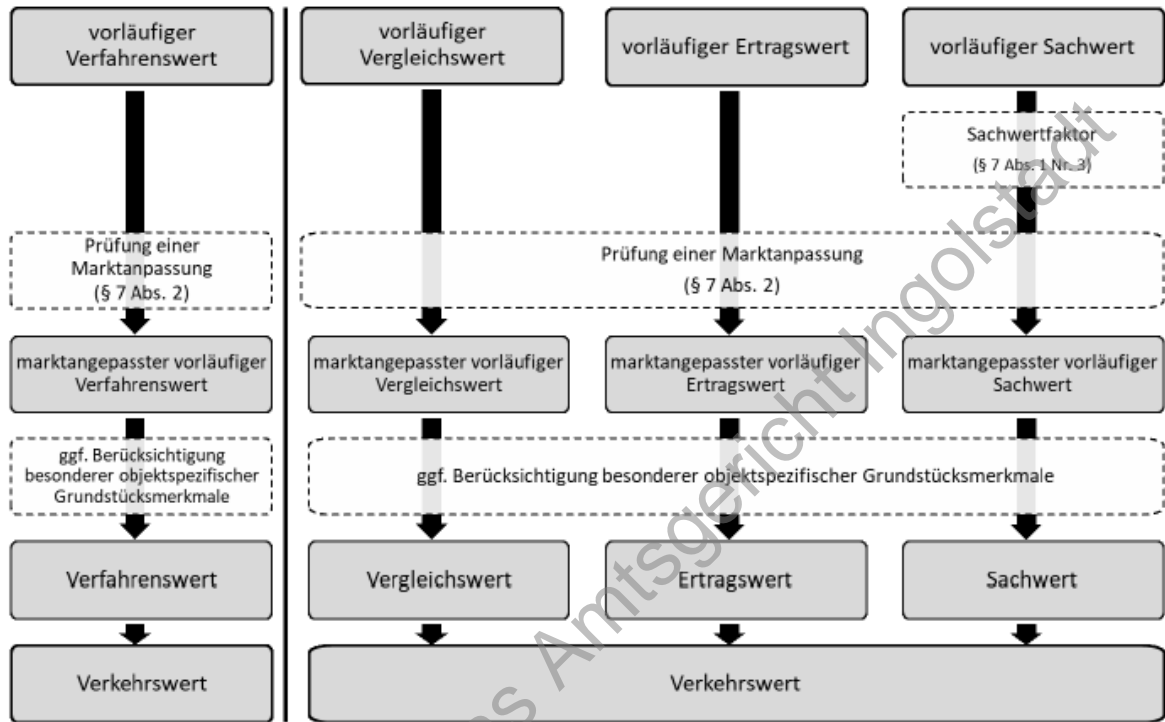 vorläufiger
Verfahrenswert
vorläufiger
Vergleichswert
vorläufiger Ertragswert
vorläufiger Sachwert
Sachwertfaktor
(§ 7 Abs. 1 Nr. 3)
Prüfung einer
Marktanpassung
(§ 7 Abs. 2)
Prüfung einer Marktanpassung
(§ 7 Abs. 2)
marktangepasster vorläufiger
Verfahrenswert
marktangepasster vorläufiger
Vergleichswert
marktangepasster vorläufiger
Ertragswert
marktangepasster vorläufiger
Sachwert
ggf. Berücksichtigung
besonderer objektspezifischer
Grundstücksmerkmale
ggf. Berücksichtigung besonderer objektspezifischer Grundstücksmerkmale
Verfahrenswert
Vergleichswert
Ertragswert
Sachwert
Verkehrswert
Verkehrswert
Amtsgericht Ingolstadt